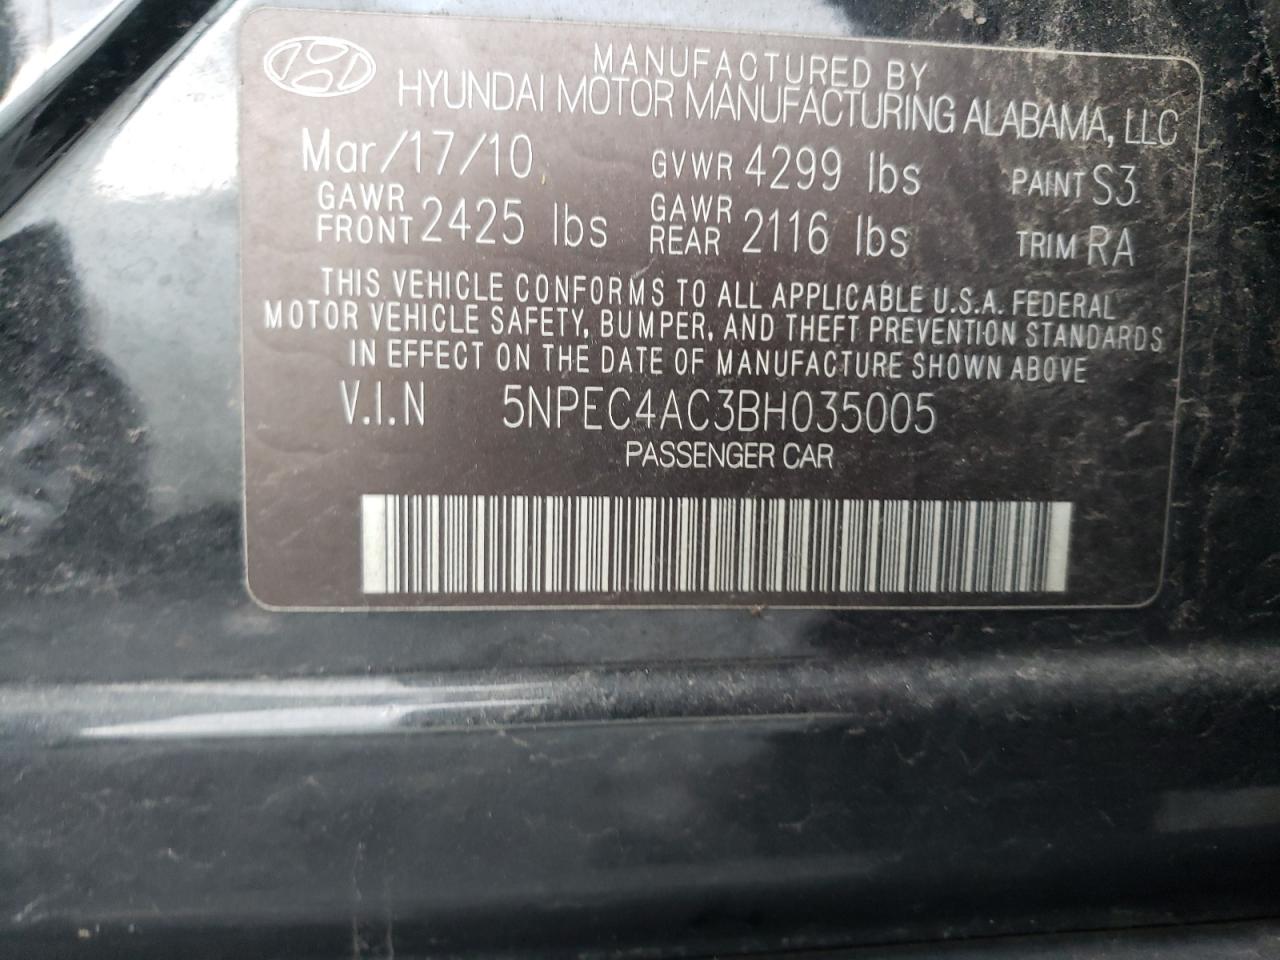 MANUFACTURED BY
HYUNDAI MOTOR MANUFACTURING ALABAMA, LLC
Mar/17/10 GVWR 4299 lbs PAINT S3
GAWR FRONT 2425 lbs GAWR REAR 2116 lbs TRIM RA
THIS VEHICLE CONFORMS TO ALL APPLICABLE U.S.A. FEDERAL
MOTOR VEHICLE SAFETY, BUMPER, AND THEFT PREVENTION STANDARDS
IN EFFECT ON THE DATE OF MANUFACTURE SHOWN ABOVE
V.I.N 5NPEC4AC3BH035005
PASSENGER CAR